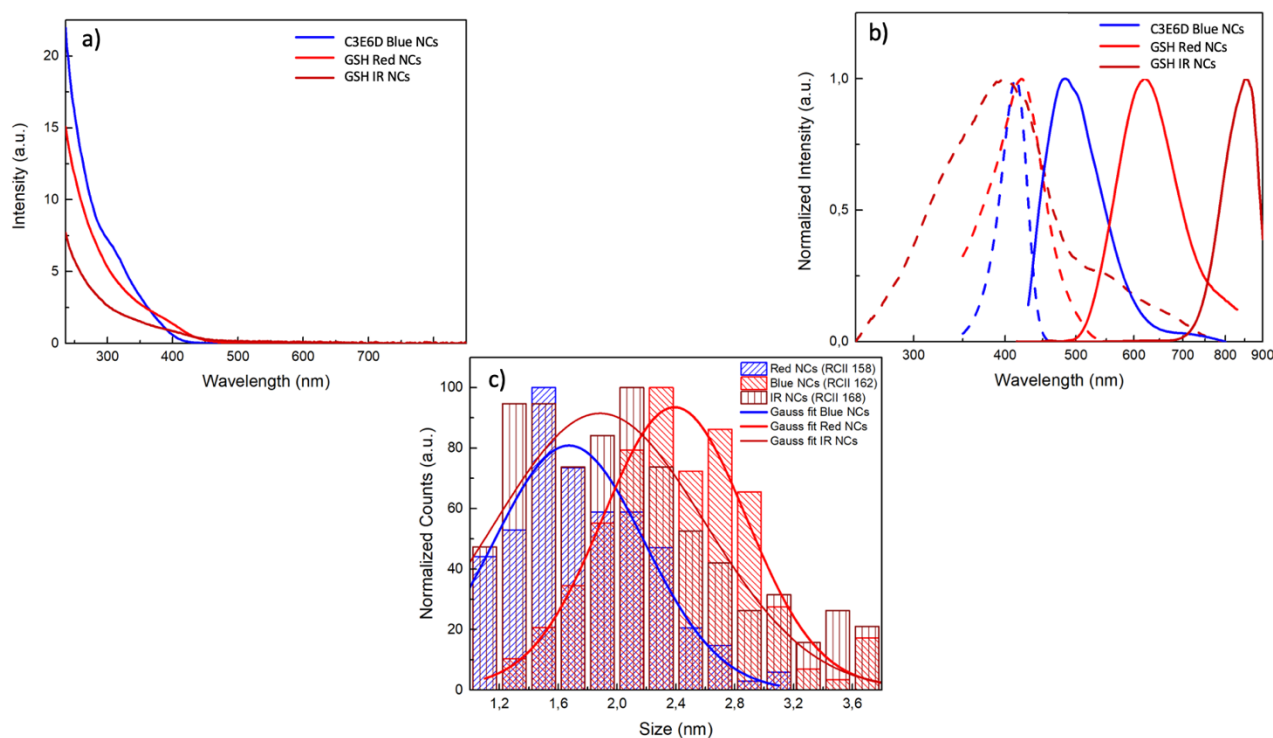 a)
C3E6D Blue NCs
GSH Red NCs
GSH IR NCs
Intensity (a.u.)
20
15
10
5
0
300 400 500 600 700
Wavelength (nm)
b)
C3E6D Blue NCs
GSH Red NCs
GSH IR NCs
Normalized Intensity (a.u.)
1,0
0,5
0,0
300 400 500 600 700 800 900
Wavelength (nm)
c)
Red NCs (RCII 158)
Blue NCs (RCII 162)
IR NCs (RCII 168)
Gauss fit Blue NCs
Gauss fit Red NCs
Gauss fit IR NCs
Normalized Counts (a.u.)
100
80
60
40
20
0
1,2 1,6 2,0 2,4 2,8 3,2 3,6
Size (nm)